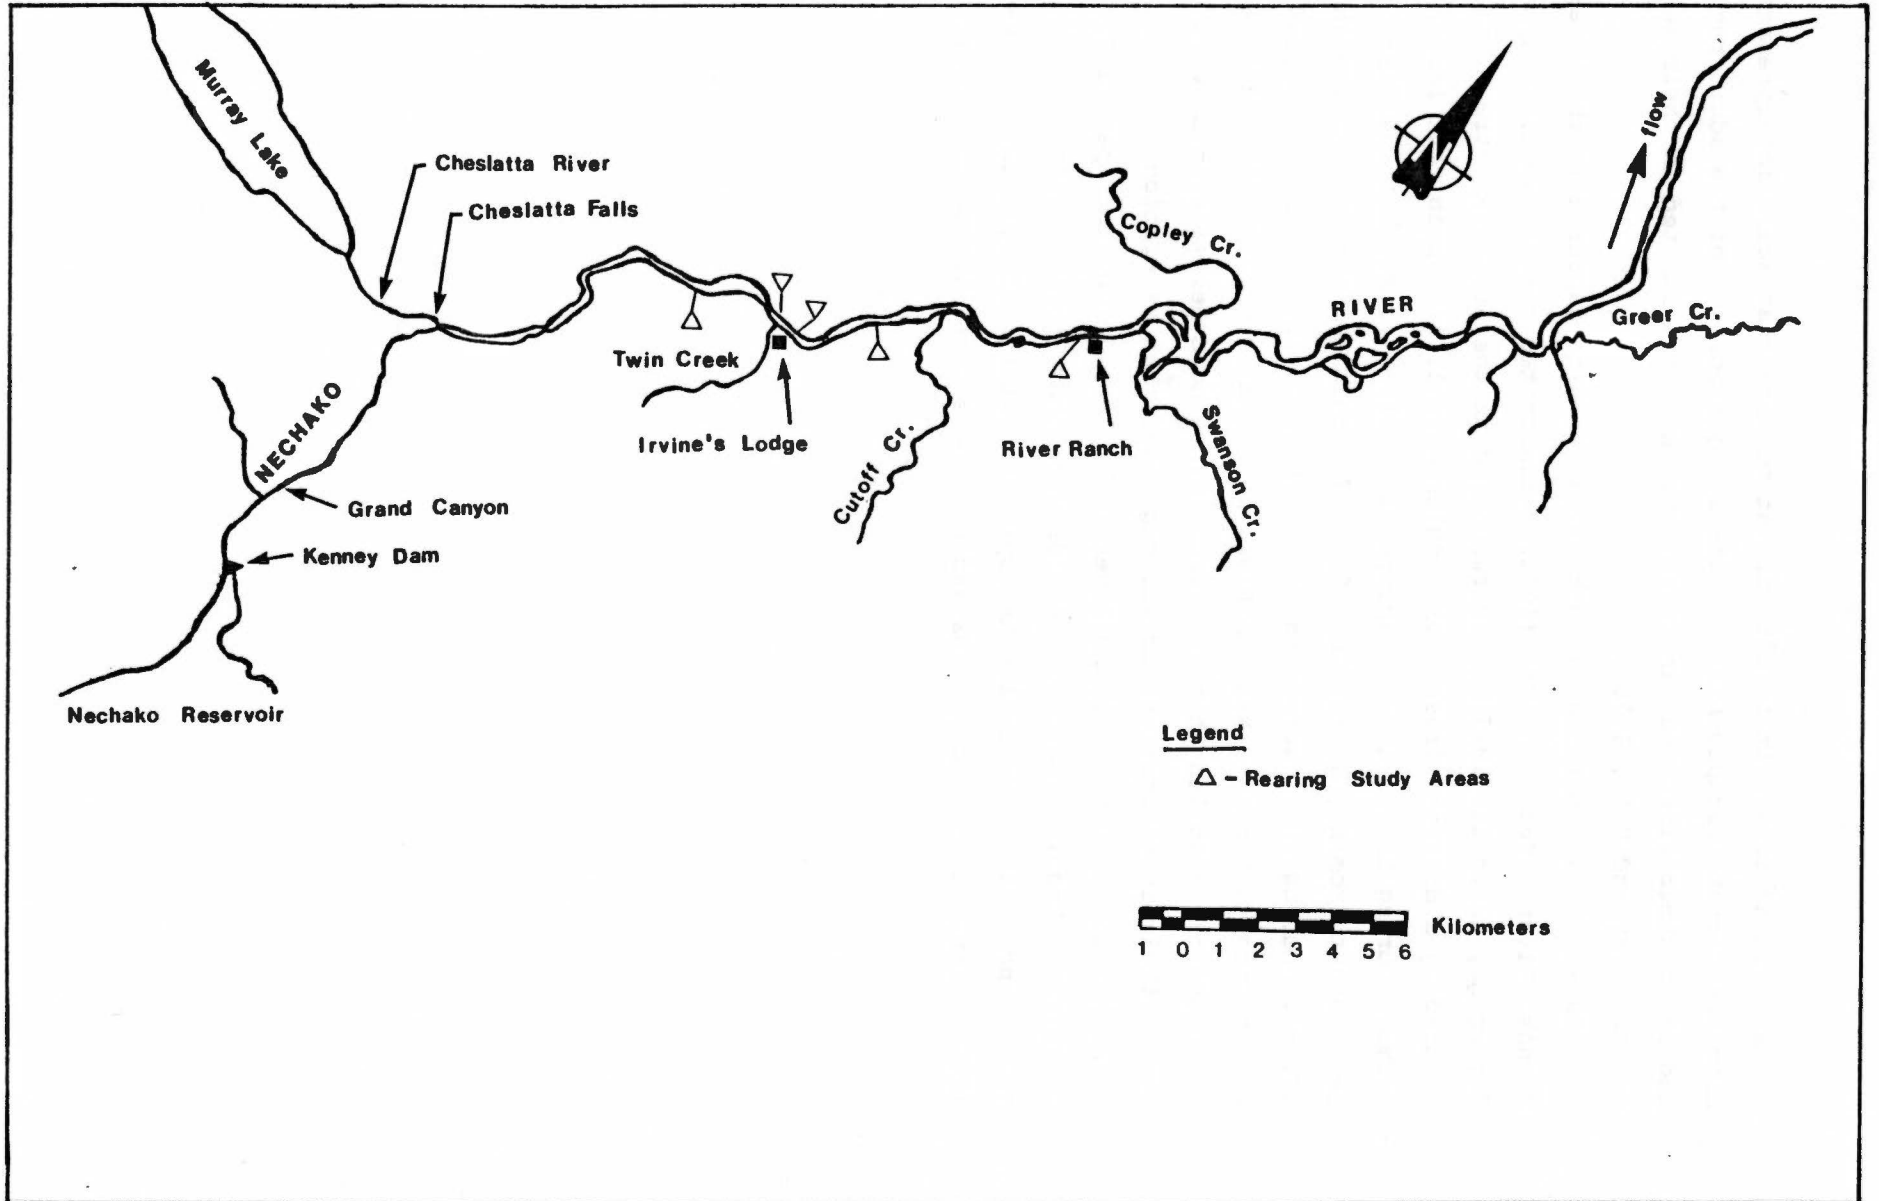 Murray Lake
Cheslatta River
Cheslatta Falls
N
flow
Copley Cr.
RIVER
Greer Cr.
Twin Creek
NECHAKO
Irvine's Lodge
Cutoff Cr.
River Ranch
Swanson Cr.
Grand Canyon
Kenney Dam
Nechako Reservoir
Legend
△ - Rearing Study Areas
Kilometers
1 0 1 2 3 4 5 6